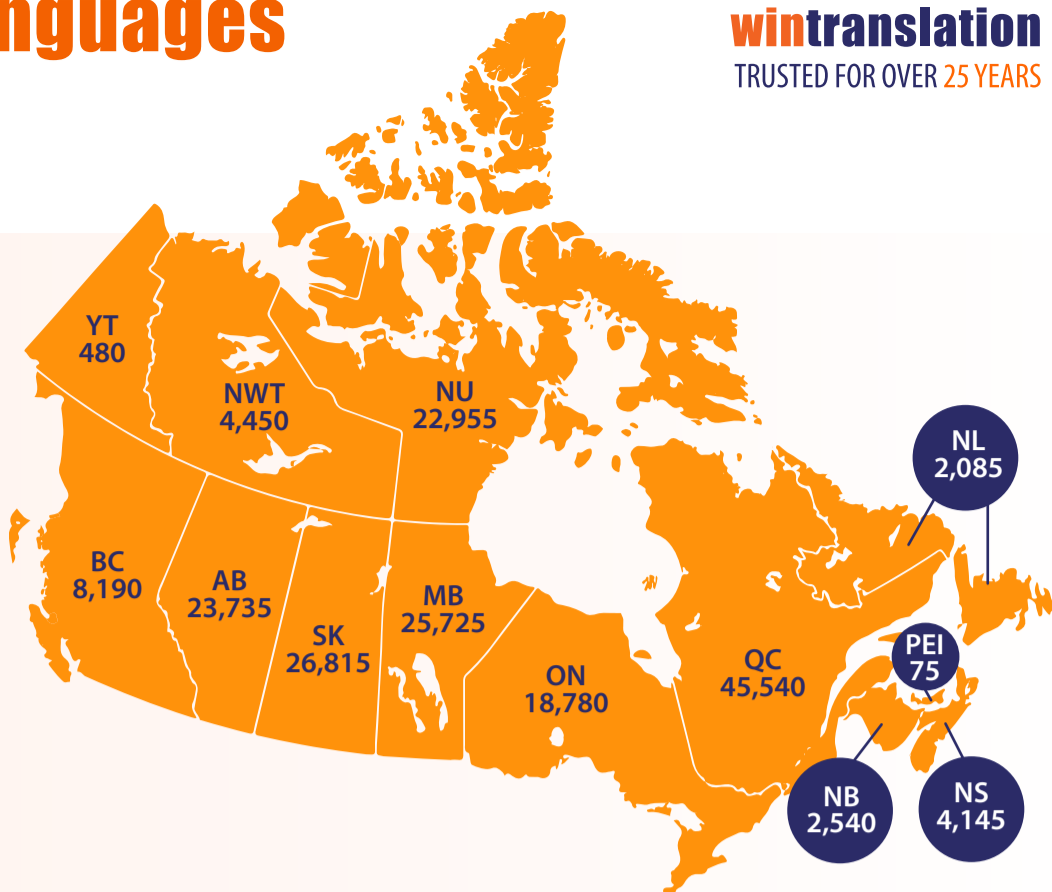 nguages
wintranslation
TRUSTED FOR OVER 25 YEARS
YT
480
NWT
4,450
NU
22,955
NL
2,085
BC
8,190
AB
23,735
SK
26,815
MB
25,725
ON
18,780
QC
45,540
PEI
75
NB
2,540
NS
4,145